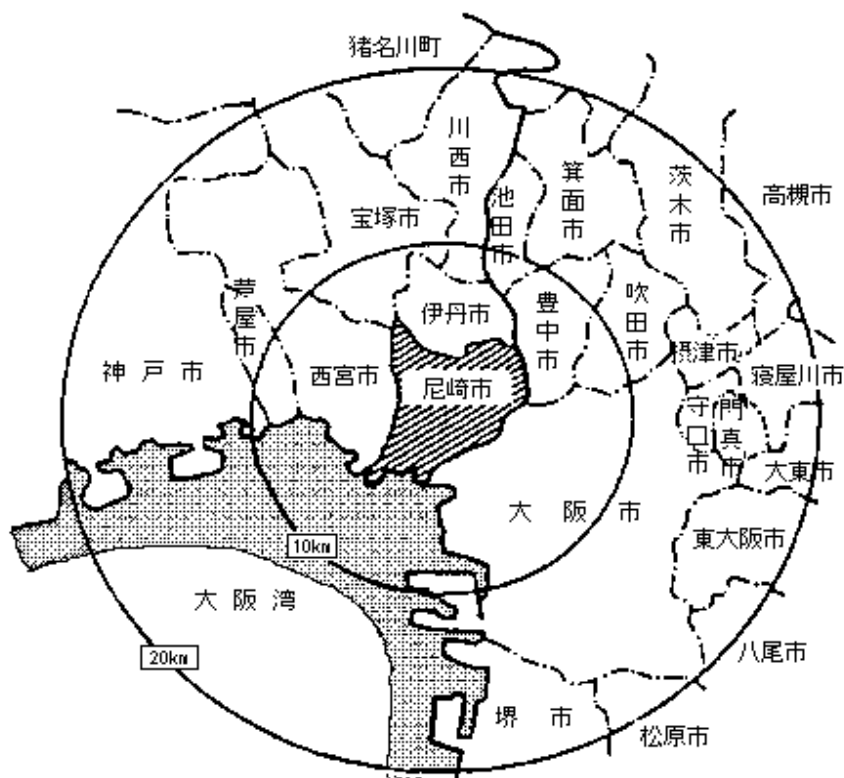 猪名川町
川西市
池田市
箕面市
茨木市
高槻市
宝塚市
芦屋市
伊丹市
豊中市
吹田市
摂津市
神戸市
西宮市
尼崎市
寝屋川市
守口市
門真市
大東市
大阪市
東大阪市
10km
大阪湾
20km
八尾市
堺市
松原市